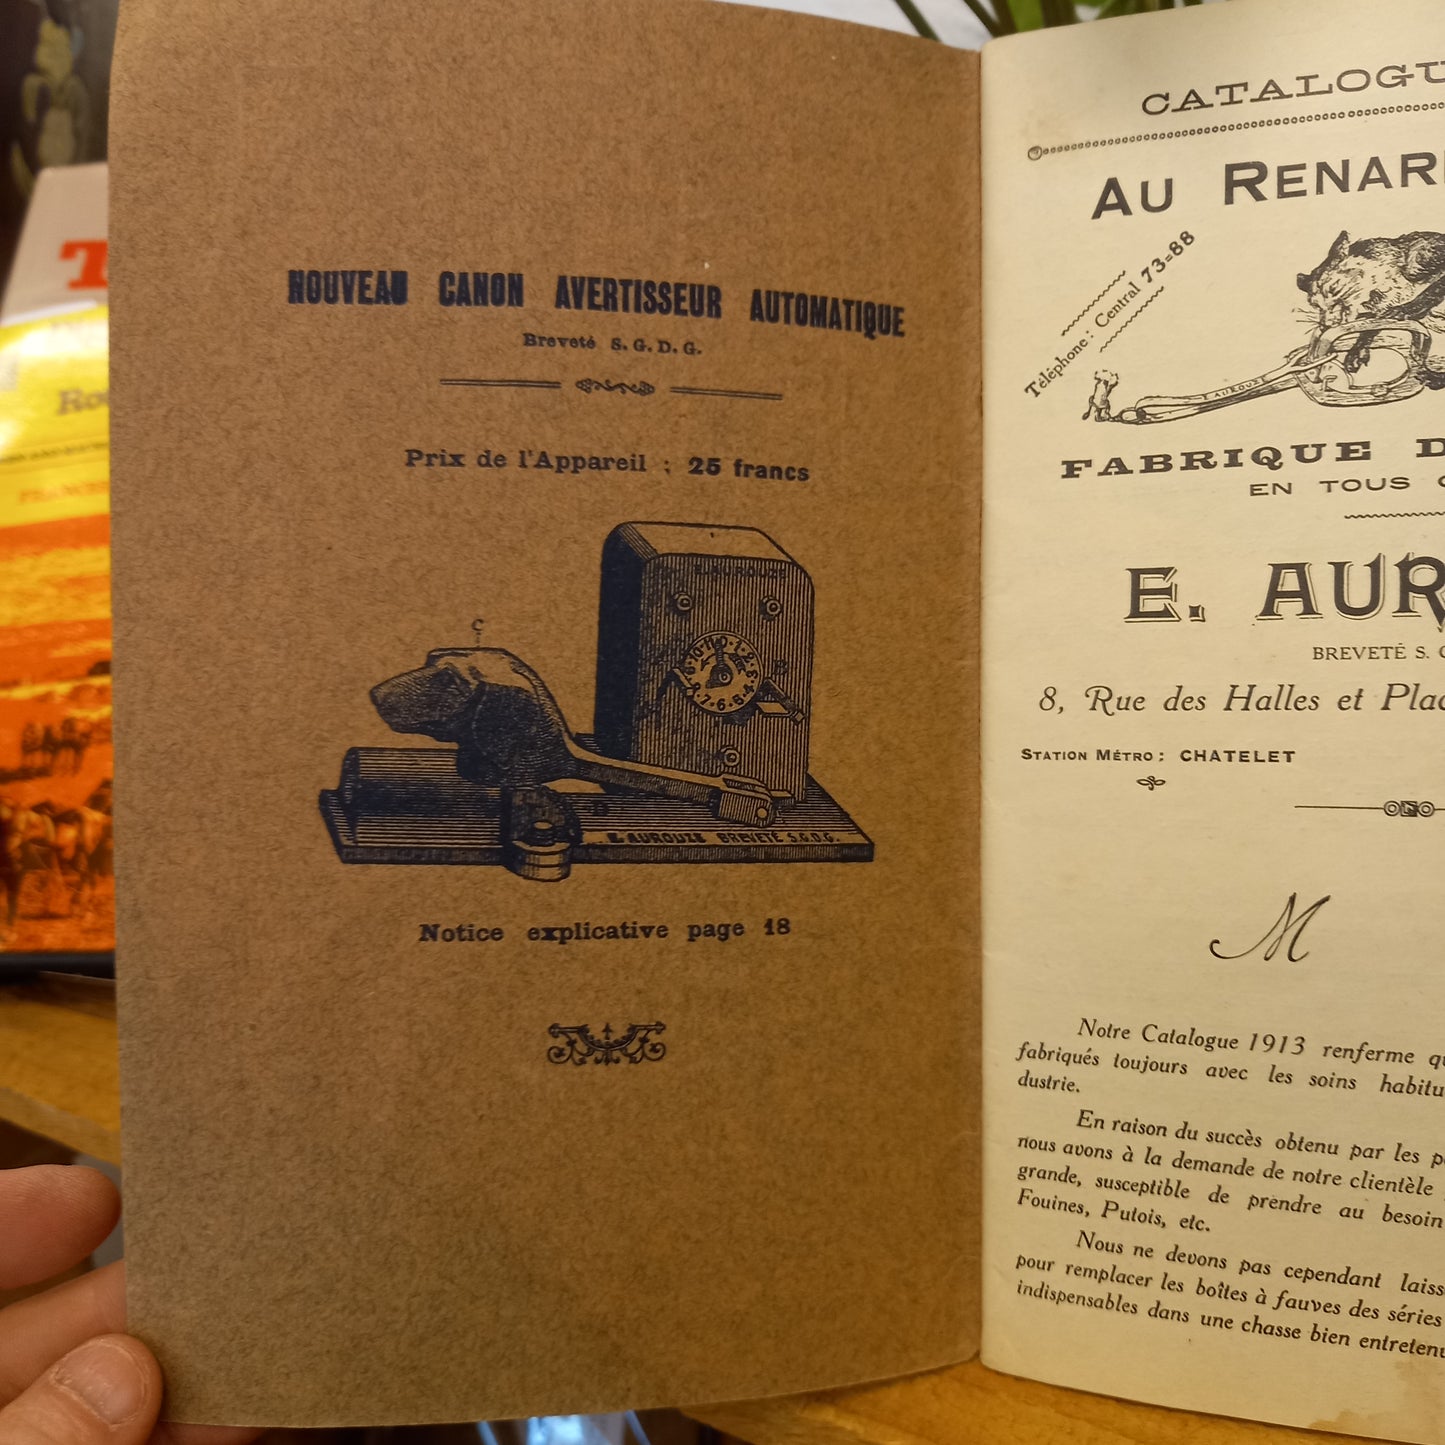 NOUVEAU CANON AVERTISSEUR AUTOMATIQUE
Breveté S. G. D. G.
Prix de l'Appareil : 25 francs
C
E. AUROUZE
B
D
E. AUROUZE BREVETÉ S.G.D.G.
Notice explicative page 18
CATALOGU
AU RENAR
Téléphone : Central 73=88
E AUROUZE
FABRIQUE D
EN TOUS
E. AUR
BREVETÉ S.
8, Rue des Halles et Plac
STATION MÉTRO : CHATELET
M
Notre Catalogue 1913 renferme qu
fabriqués toujours avec les soins habitu
dustrie.
En raison du succès obtenu par les p
nous avons à la demande de notre clientèle
grande, susceptible de prendre au besoin
Fouines, Putois, etc.
Nous ne devons pas cependant laiss
pour remplacer les boîtes à fauves des séries
indispensables dans une chasse bien entretenu